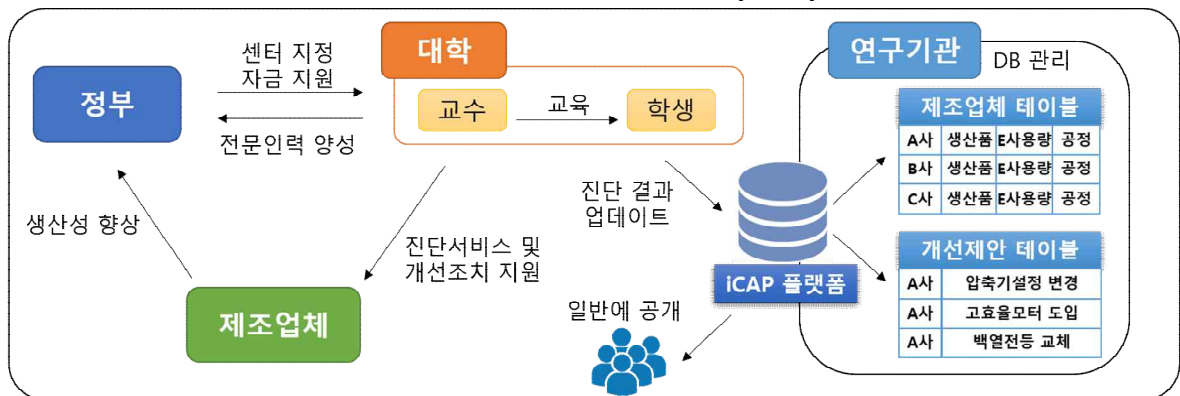 정부
센터 지정
자금 지원
전문인력 양성
대학
교수
교육
학생
생산성 향상
제조업체
진단서비스 및
개선조치 지원
진단 결과
업데이트
iCAP 플랫폼
일반에 공개
연구기관
DB 관리
제조업체 테이블
A사 생산품 E사용량 공정
B사 생산품 E사용량 공정
C사 생산품 E사용량 공정
개선제안 테이블
A사 압축기설정 변경
A사 고효율모터 도입
A사 백열전등 교체